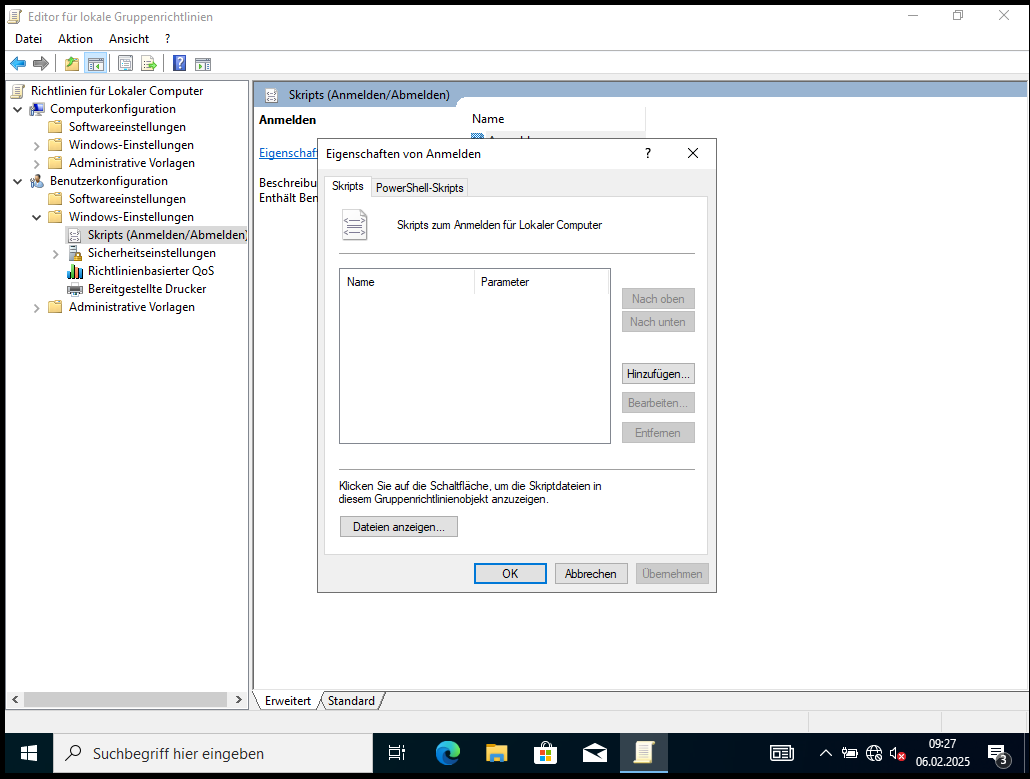 Editor für lokale Gruppenrichtlinien
Datei Aktion Ansicht ?
Richtlinien für Lokaler Computer
Computerkonfiguration
Softwareeinstellungen
Windows-Einstellungen
Administrative Vorlagen
Benutzerkonfiguration
Softwareeinstellungen
Windows-Einstellungen
Skripts (Anmelden/Abmelden)
Sicherheitseinstellungen
Richtlinienbasierter QoS
Bereitgestellte Drucker
Administrative Vorlagen
Skripts (Anmelden/Abmelden)
Anmelden
Name
Eigenschaf
Beschreibu
Enthält Ben
Eigenschaften von Anmelden
?
Skripts
PowerShell-Skripts
Skripts zum Anmelden für Lokaler Computer
Name Parameter
Nach oben
Nach unten
Hinzufügen...
Bearbeiten...
Entfernen
Klicken Sie auf die Schaltfläche, um die Skriptdateien in
diesem Gruppenrichtlinienobjekt anzuzeigen.
Dateien anzeigen...
OK
Abbrechen
Übernehmen
Erweitert
Standard
Suchbegriff hier eingeben
09:27
06.02.2025
3